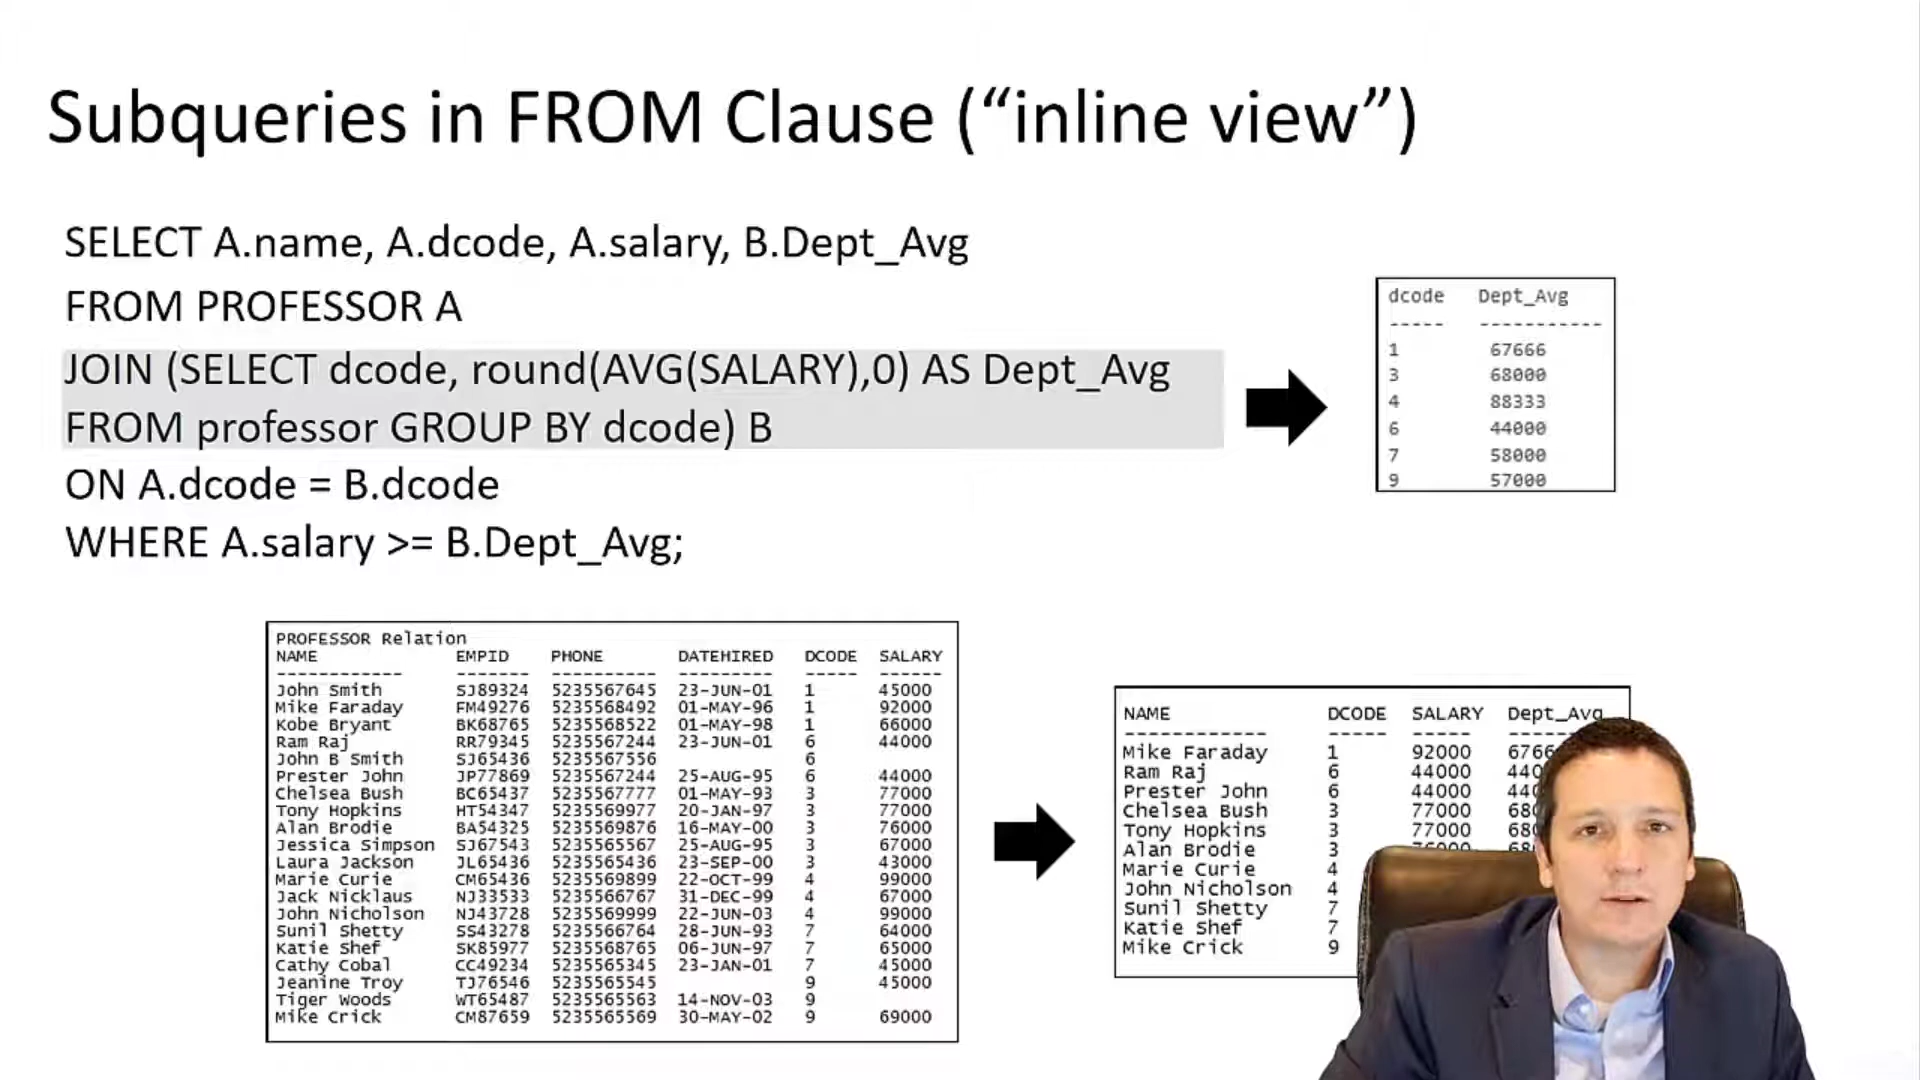 Subqueries in FROM Clause (“inline view”)
SELECT A.name, A.dcode, A.salary, B.Dept_Avg
FROM PROFESSOR A
JOIN (SELECT dcode, round(AVG(SALARY),0) AS Dept_Avg
FROM professor GROUP BY dcode) B
ON A.dcode = B.dcode
WHERE A.salary >= B.Dept_Avg;
dcode Dept_Avg
----- -----------
1 67666
3 68000
4 88333
6 44000
7 58000
9 57000
PROFESSOR Relation
NAME EMPID PHONE DATEHIRED DCODE SALARY
------------- ------- ---------- --------- ----- ------
John Smith SJ89324 5235567645 23-JUN-01 1 45000
Mike Faraday FM49276 5235568492 01-MAY-96 1 92000
Kobe Bryant BK68765 5235568522 01-MAY-98 1 66000
Ram Raj RR79345 5235567244 23-JUN-01 6 44000
John B Smith SJ65436 5235567556 6
Prester John JP77869 5235567244 25-AUG-95 6 44000
Chelsea Bush BC65437 5235567777 01-MAY-93 3 77000
Tony Hopkins HT54347 5235569977 20-JAN-97 3 77000
Alan Brodie BA54325 5235569876 16-MAY-00 3 76000
Jessica Simpson SJ67543 5235565567 25-AUG-95 3 67000
Laura Jackson JL65436 5235565436 23-SEP-00 3 43000
Marie Curie CM65436 5235569899 22-OCT-99 4 99000
Jack Nicklaus NJ33533 5235566767 31-DEC-99 4 67000
John Nicholson NJ43728 5235569999 22-JUN-03 4 99000
Sunil Shetty SS43278 5235566764 28-JUN-93 7 64000
Katie Shef SK85977 5235568765 06-JUN-97 7 65000
Cathy Cobal CC49234 5235565345 23-JAN-01 7 45000
Jeanine Troy TJ76546 5235565545 9 45000
Tiger Woods WT65487 5235565563 14-NOV-03 9
Mike Crick CM87659 5235565569 30-MAY-02 9 69000
NAME DCODE SALARY Dept_Avg
------------- ----- ------ -----
Mike Faraday 1 92000
Ram Raj 6 44000
Prester John 6 44000
Chelsea Bush 3 77000
Tony Hopkins 3 77000
Alan Brodie 3
Marie Curie 4
John Nicholson 4
Sunil Shetty 7
Katie Shef 7
Mike Crick 9